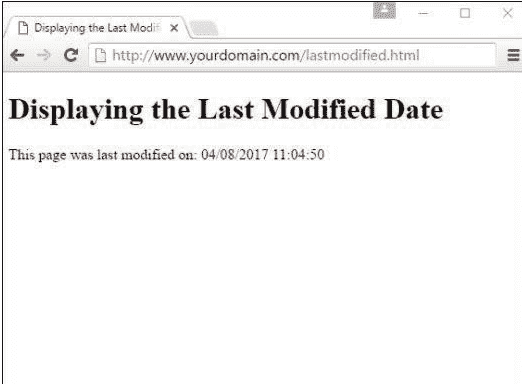 Displaying the Last Modifi
http://www.yourdomain.com/lastmodified.html
Displaying the Last Modified Date
This page was last modified on: 04/08/2017 11:04:50